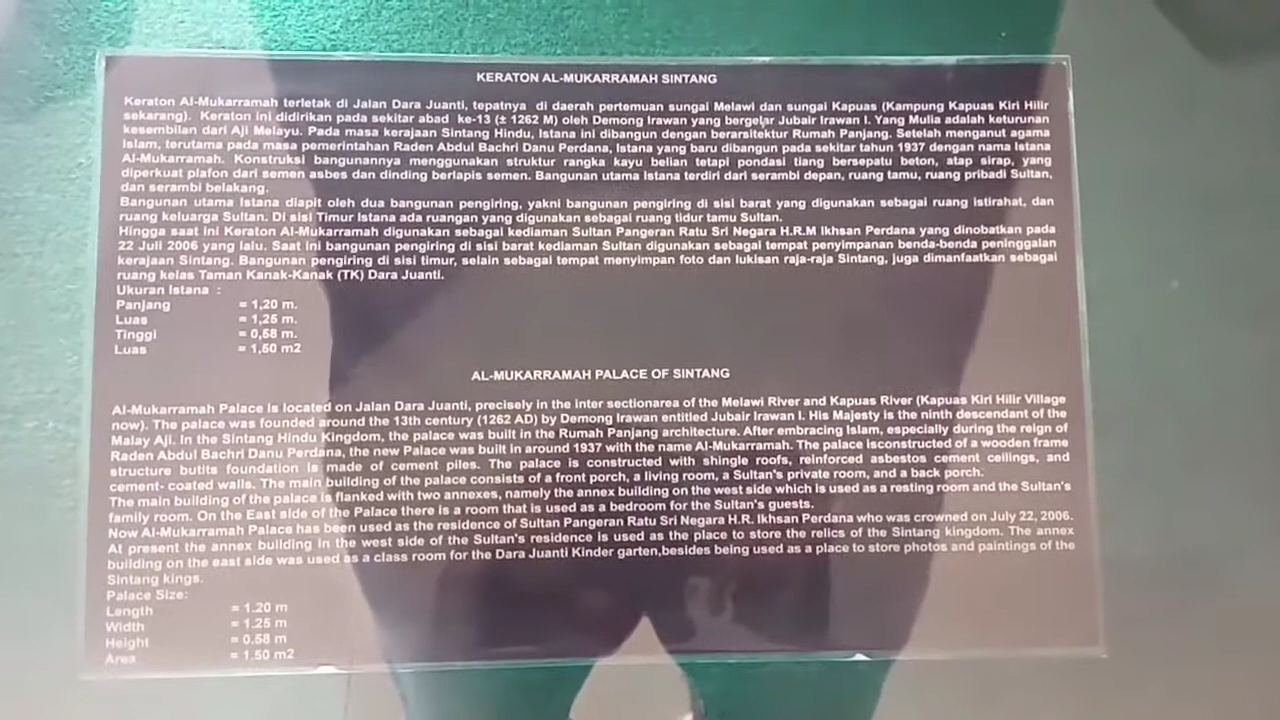 KERATON AL-MUKARRAMAH SINTANG
Keraton Al-Mukarramah terletak di Jalan Dara Juanti, tepatnya di daerah pertemuan sungai Melawi dan sungai Kapuas (Kampung Kapuas Kiri Hilir
sekarang). Keraton ini didirikan pada sekitar abad ke-13 (± 1262 M) oleh Demong Irawan yang bergelar Jubair Irawan I. Yang Mulia adalah keturunan
kesembilan dari Aji Melayu. Pada masa kerajaan Sintang Hindu, Istana ini dibangun dengan berarsitektur Rumah Panjang. Setelah menganut agama
Islam, terutama pada masa pemerintahan Raden Abdul Bachri Danu Perdana, Istana yang baru dibangun pada sekitar tahun 1937 dengan nama Istana
Al-Mukarramah. Konstruksi bangunannya menggunakan struktur rangka kayu belian tetapi pondasi tiang bersepatu beton, atap sirap, yang
diperkuat plafon dari semen asbes dan dinding berlapis semen. Bangunan utama Istana terdiri dari serambi depan, ruang tamu, ruang pribadi Sultan,
dan serambi belakang.
Bangunan utama Istana diapit oleh dua bangunan pengiring, yakni bangunan pengiring di sisi barat yang digunakan sebagai ruang istirahat, dan
ruang keluarga Sultan. Di sisi Timur Istana ada ruangan yang digunakan sebagai ruang tidur tamu Sultan.
Hingga saat ini Keraton Al-Mukarramah digunakan sebagai kediaman Sultan Pangeran Ratu Sri Negara H.R.M Ikhsan Perdana yang dinobatkan pada
22 Juli 2006 yang lalu. Saat ini bangunan pengiring di sisi barat kediaman Sultan digunakan sebagai tempat penyimpanan benda-benda peninggalan
kerajaan Sintang. Bangunan pengiring di sisi timur, selain sebagai tempat menyimpan foto dan lukisan raja-raja Sintang, juga dimanfaatkan sebagai
ruang kelas Taman Kanak-Kanak (TK) Dara Juanti.
Ukuran Istana :
Panjang = 1,20 m.
Luas = 1,25 m.
Tinggi = 0,58 m.
Luas = 1,50 m2
AL-MUKARRAMAH PALACE OF SINTANG
Al-Mukarramah Palace is located on Jalan Dara Juanti, precisely in the inter sectionarea of the Melawi River and Kapuas River (Kapuas Kiri Hilir Village
now). The palace was founded around the 13th century (1262 AD) by Demong Irawan entitled Jubair Irawan I. His Majesty is the ninth descendant of the
Malay Aji. In the Sintang Hindu Kingdom, the palace was built in the Rumah Panjang architecture. After embracing Islam, especially during the reign of
Raden Abdul Bachri Danu Perdana, the new Palace was built in around 1937 with the name Al-Mukarramah. The palace isconstructed of a wooden frame
structure butits foundation is made of cement piles. The palace is constructed with shingle roofs, reinforced asbestos cement ceilings, and
cement- coated walls. The main building of the palace consists of a front porch, a living room, a Sultan's private room, and a back porch.
The main building of the palace is flanked with two annexes, namely the annex building on the west side which is used as a resting room and the Sultan's
family room. On the East side of the Palace there is a room that is used as a bedroom for the Sultan's guests.
Now Al-Mukarramah Palace has been used as the residence of Sultan Pangeran Ratu Sri Negara H.R. Ikhsan Perdana who was crowned on July 22, 2006.
At present the annex building in the west side of the Sultan's residence is used as the place to store the relics of the Sintang kingdom. The annex
building on the east side was used as a class room for the Dara Juanti Kinder garten,besides being used as a place to store photos and paintings of the
Sintang kings.
Palace Size:
Length = 1.20 m
Width = 1.25 m
Height = 0.58 m
Area = 1.50 m2